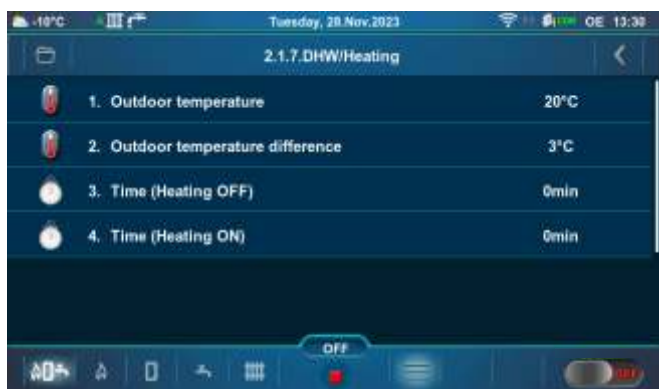 -10°C Tuesday, 28.Nov.2023 OE 13:30
2.1.7.DHW/Heating
1. Outdoor temperature 20°C
2. Outdoor temperature difference 3°C
3. Time (Heating OFF) 0min
4. Time (Heating ON) 0min
OFF
OFF